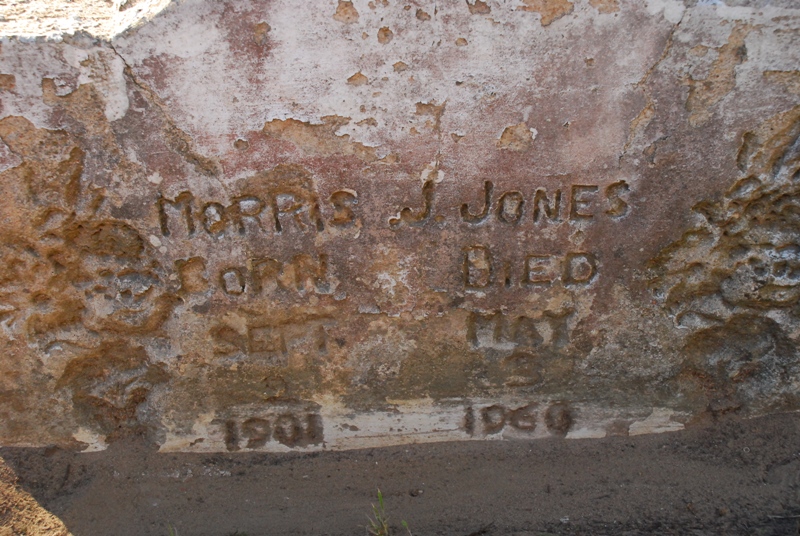 MORRIS J. JONES
BORN DIED
SEPT. MAY
1901 1960